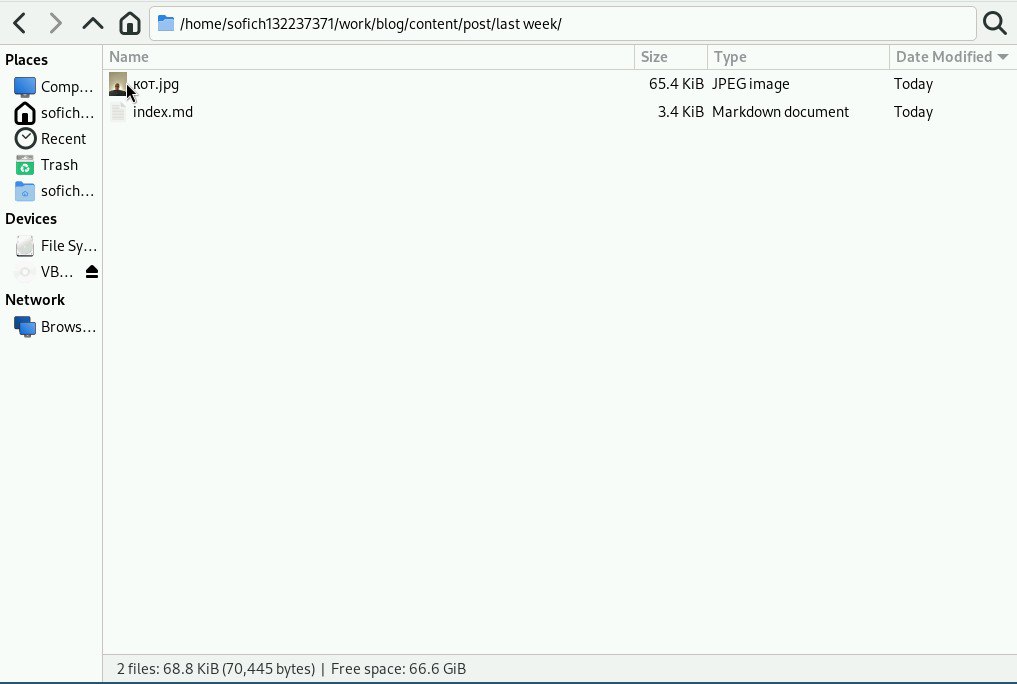 /home/sofich132237371/work/blog/content/post/last week/
Places
Comp...
sofich...
Recent
Trash
sofich...
Devices
File Sy...
VB...
Network
Brows...
Name Size Type Date Modified
кот.jpg 65.4 KiB JPEG image Today
index.md 3.4 KiB Markdown document Today
2 files: 68.8 KiB (70,445 bytes) | Free space: 66.6 GiB